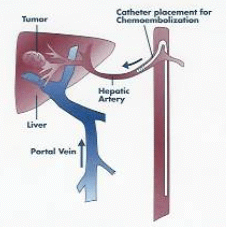 Tumor
Catheter placement for
Chemoembolization
Hepatic
Artery
Liver
Portal Vein